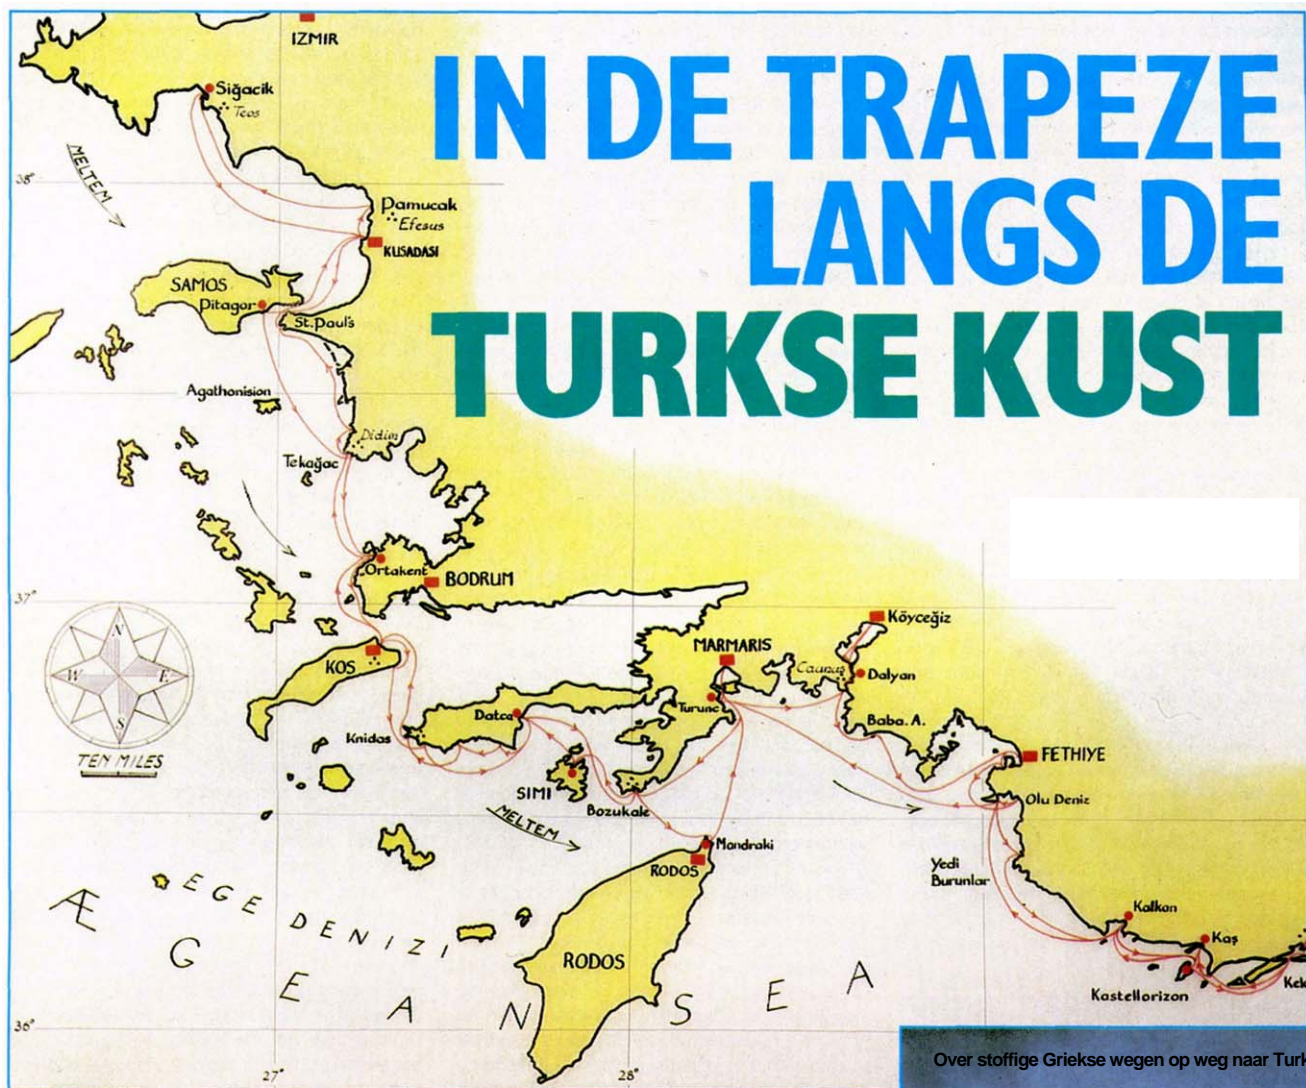 IN DE TRAPEZE
LANGS DE
TURKSE KUST
IZMIR
Siğacik
Teos
MELTEM
38°
Pamucak
Efesus
KUSADASI
SAMOS
Pitagor
St.Paul's
Agathonision
Didim
Tekağac
Ortakent
BODRUM
37°
N
W
E
S
TEN MILES
KOS
Köyceğiz
MARMARIS
Caunus
Dalyan
Turunc
Datca
Knidos
Baba. A.
FETHIYE
SIMI
Bozukale
Olu Deniz
MELTEM
Mandraki
RODOS
Yedi
Burunlar
EGE DENIZI
Kalkan
Kaş
RODOS
ÆGEAN SEA
Kastellorizon
Kek
36°
27°
28°
Over stoffige Griekse wegen op weg naar Turk